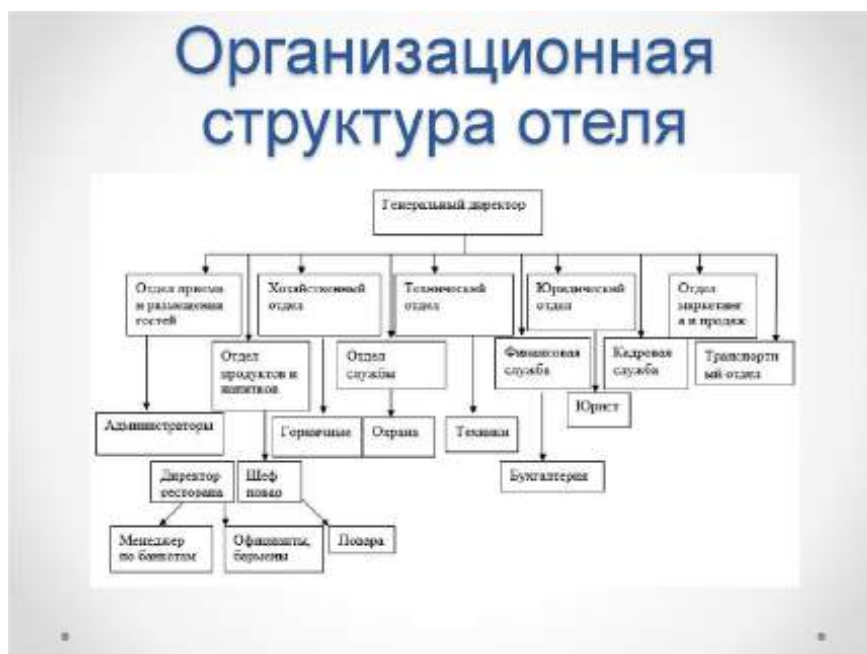 Организационная
структура отеля
Генеральный директор
Отдел приема
и размещения
гостей
Хозяйственный
отдел
Технический
отдел
Юридический
отдел
Отдел
маркетинг
а и продаж
Отдел
продуктов и
напитков
Отдел
службы
Финансовая
служба
Кадровая
служба
Транспортн
ый отдел
Администраторы
Горничные
Охрана
Техники
Юрист
Директор
ресторана
Шеф
повар
Бухгалтерия
Менеджер
по банкетам
Официанты,
бармены
Повара